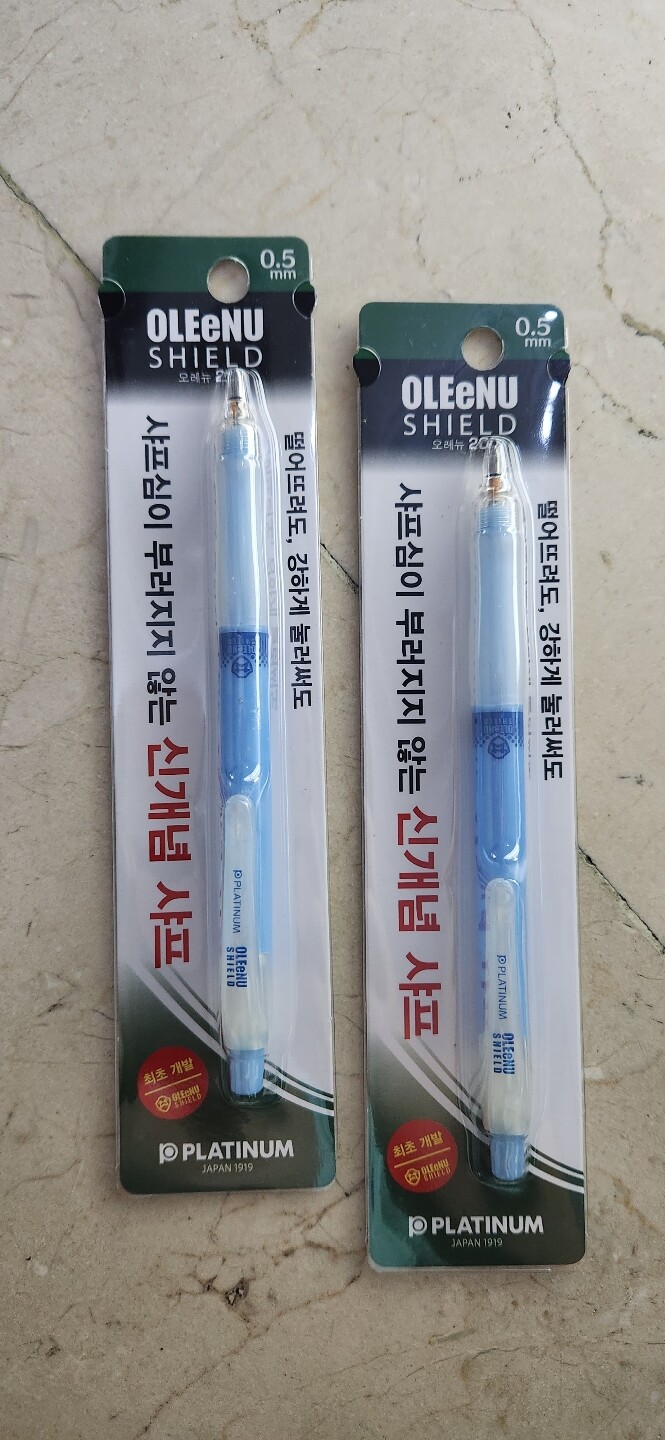 0.5
mm
OLEeNU
SHIELD
오레뉴
떨어뜨려도, 강하게 눌러써도
샤프심이 부러지지 않는 신개념 샤프
PLATINUM
OLEeNU
SHIELD
최초 개발
OLEeNU
SHIELD
PLATINUM
JAPAN 1919
0.5
mm
OLEeNU
SHIELD
오레뉴
떨어뜨려도, 강하게 눌러써도
샤프심이 부러지지 않는 신개념 샤프
PLATINUM
OLEeNU
SHIELD
최초 개발
OLEeNU
SHIELD
PLATINUM
JAPAN 1919